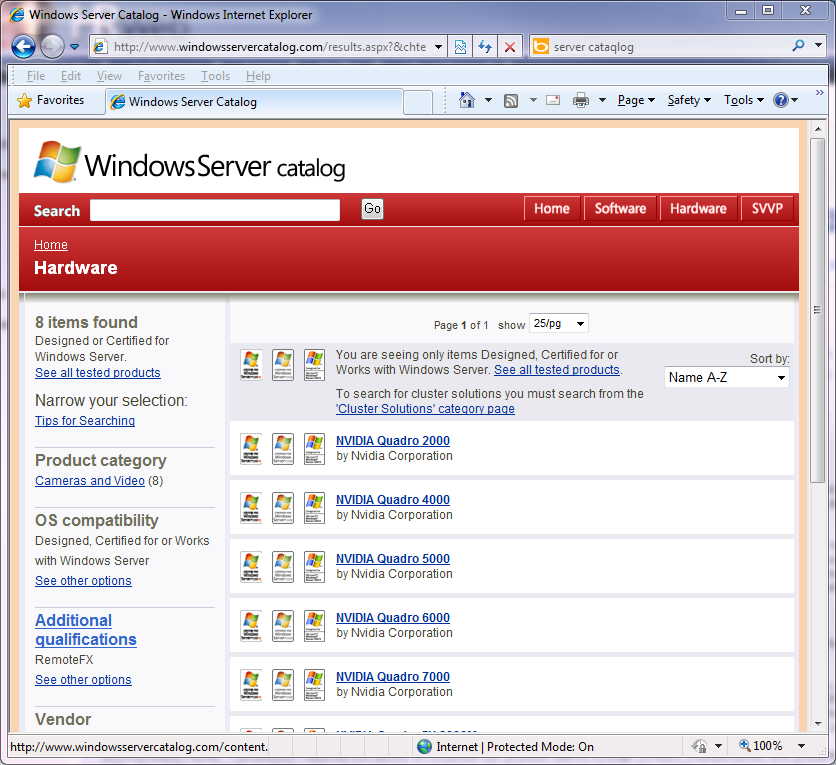 Windows Server Catalog - Windows Internet Explorer
http://www.windowsservercatalog.com/results.aspx?&chte
server cataqlog
File Edit View Favorites Tools Help
Favorites
Windows Server Catalog
Page Safety Tools
WindowsServer catalog
Search Go Home Software Hardware SVVP
Home
Hardware
8 items found
Designed or Certified for
Windows Server.
See all tested products
Narrow your selection:
Tips for Searching
Product category
Cameras and Video (8)
OS compatibility
Designed, Certified for or Works
with Windows Server
See other options
Additional
qualifications
RemoteFX
See other options
Vendor
Page 1 of 1 show 25/pg
You are seeing only items Designed, Certified for or
Works with Windows Server. See all tested products.
To search for cluster solutions you must search from the
'Cluster Solutions' category page
Sort by:
Name A-Z
NVIDIA Quadro 2000
by Nvidia Corporation
NVIDIA Quadro 4000
by Nvidia Corporation
NVIDIA Quadro 5000
by Nvidia Corporation
NVIDIA Quadro 6000
by Nvidia Corporation
NVIDIA Quadro 7000
by Nvidia Corporation
http://www.windowsservercatalog.com/content.
Internet | Protected Mode: On
100%